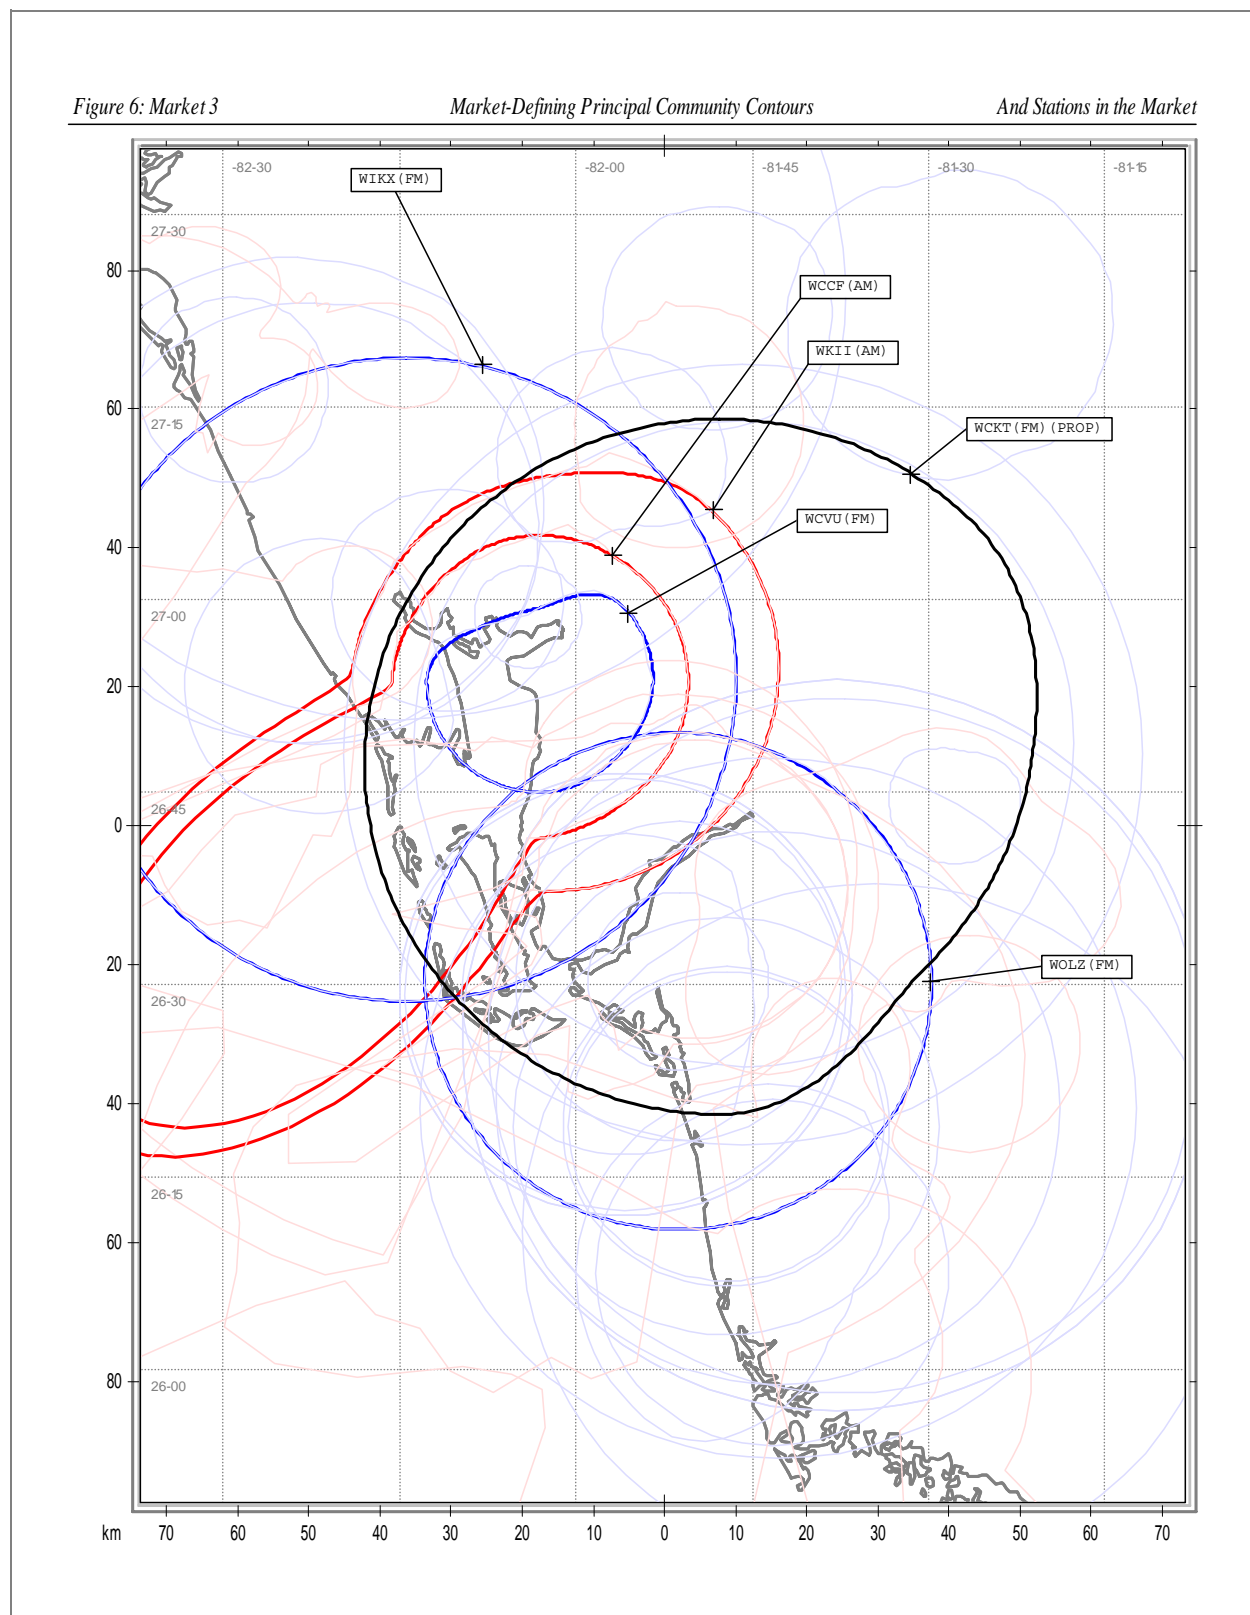 Figure 6: Market 3 Market-Defining Principal Community Contours And Stations in the Market
-82-30 -82-00 -81-45 -81-30 -81-15
WIKX(FM)
27-30
80
WCCF(AM)
WKII(AM)
60
27-15
WCKT(FM)(PROP)
WCVU(FM)
40
27-00
20
26-45
0
20
WOLZ(FM)
26-30
40
26-15
60
80
26-00
km 70 60 50 40 30 20 10 0 10 20 30 40 50 60 70